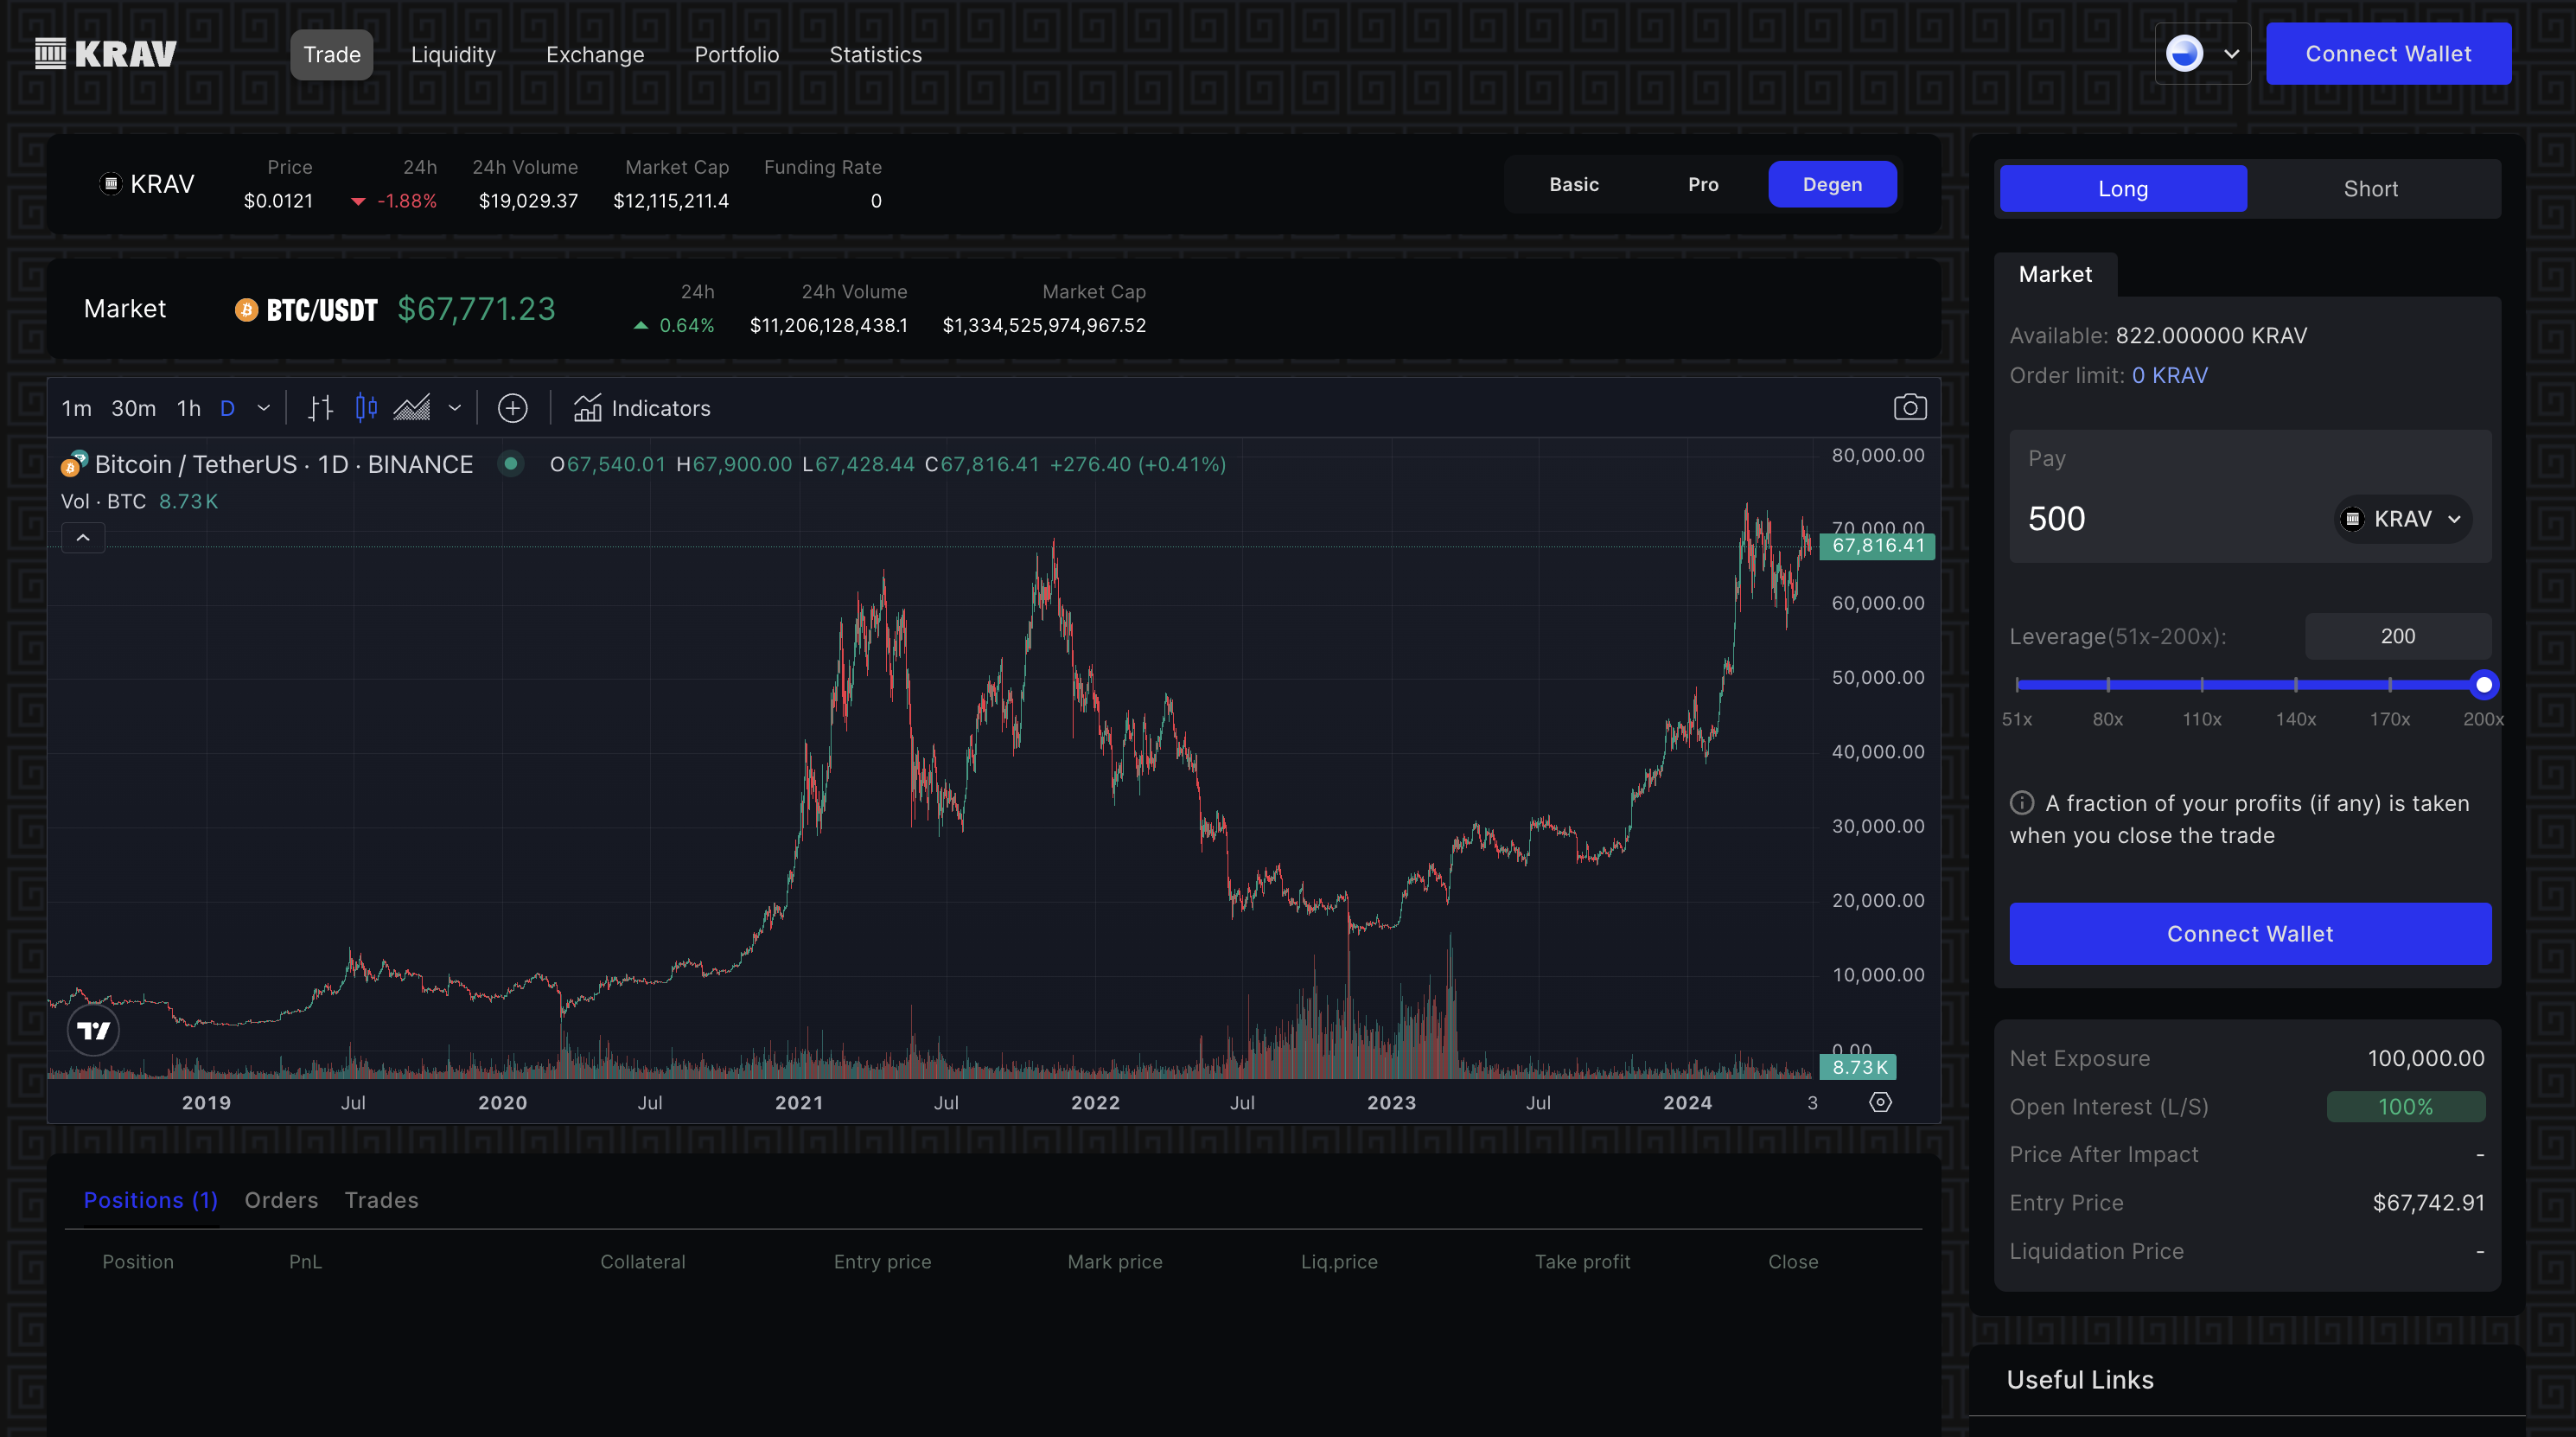 KRAV
Trade Liquidity Exchange Portfolio Statistics
Connect Wallet
KRAV
Price 24h 24h Volume Market Cap Funding Rate
$0.0121 -1.88% $19,029.37 $12,115,211.4 0
Basic Pro Degen
Market BTC/USDT $67,771.23
24h 24h Volume Market Cap
0.64% $11,206,128,438.1 $1,334,525,974,967.52
1m 30m 1h D Indicators
Bitcoin / TetherUS · 1D · BINANCE O67,540.01 H67,900.00 L67,428.44 C67,816.41 +276.40 (+0.41%)
Vol · BTC 8.73K
80,000.00
70,000.00
67,816.41
60,000.00
50,000.00
40,000.00
30,000.00
20,000.00
10,000.00
0.00
8.73K
2019 Jul 2020 Jul 2021 Jul 2022 Jul 2023 Jul 2024 3
Positions (1) Orders Trades
Position PnL Collateral Entry price Mark price Liq.price Take profit Close
Long Short
Market
Available: 822.000000 KRAV
Order limit: 0 KRAV
Pay
500 KRAV
Leverage(51x-200x): 200
51x 80x 110x 140x 170x 200x
A fraction of your profits (if any) is taken
when you close the trade
Connect Wallet
Net Exposure 100,000.00
Open Interest (L/S) 100%
Price After Impact -
Entry Price $67,742.91
Liquidation Price -
Useful Links